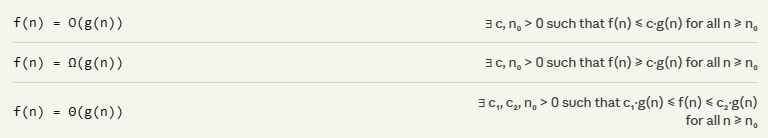 f(n) = O(g(n)) ∃ c, n₀ > 0 such that f(n) ≤ c·g(n) for all n ≥ n₀
f(n) = Ω(g(n)) ∃ c, n₀ > 0 such that f(n) ≥ c·g(n) for all n ≥ n₀
f(n) = Θ(g(n)) ∃ c₁, c₂, n₀ > 0 such that c₁·g(n) ≤ f(n) ≤ c₂·g(n)
for all n ≥ n₀